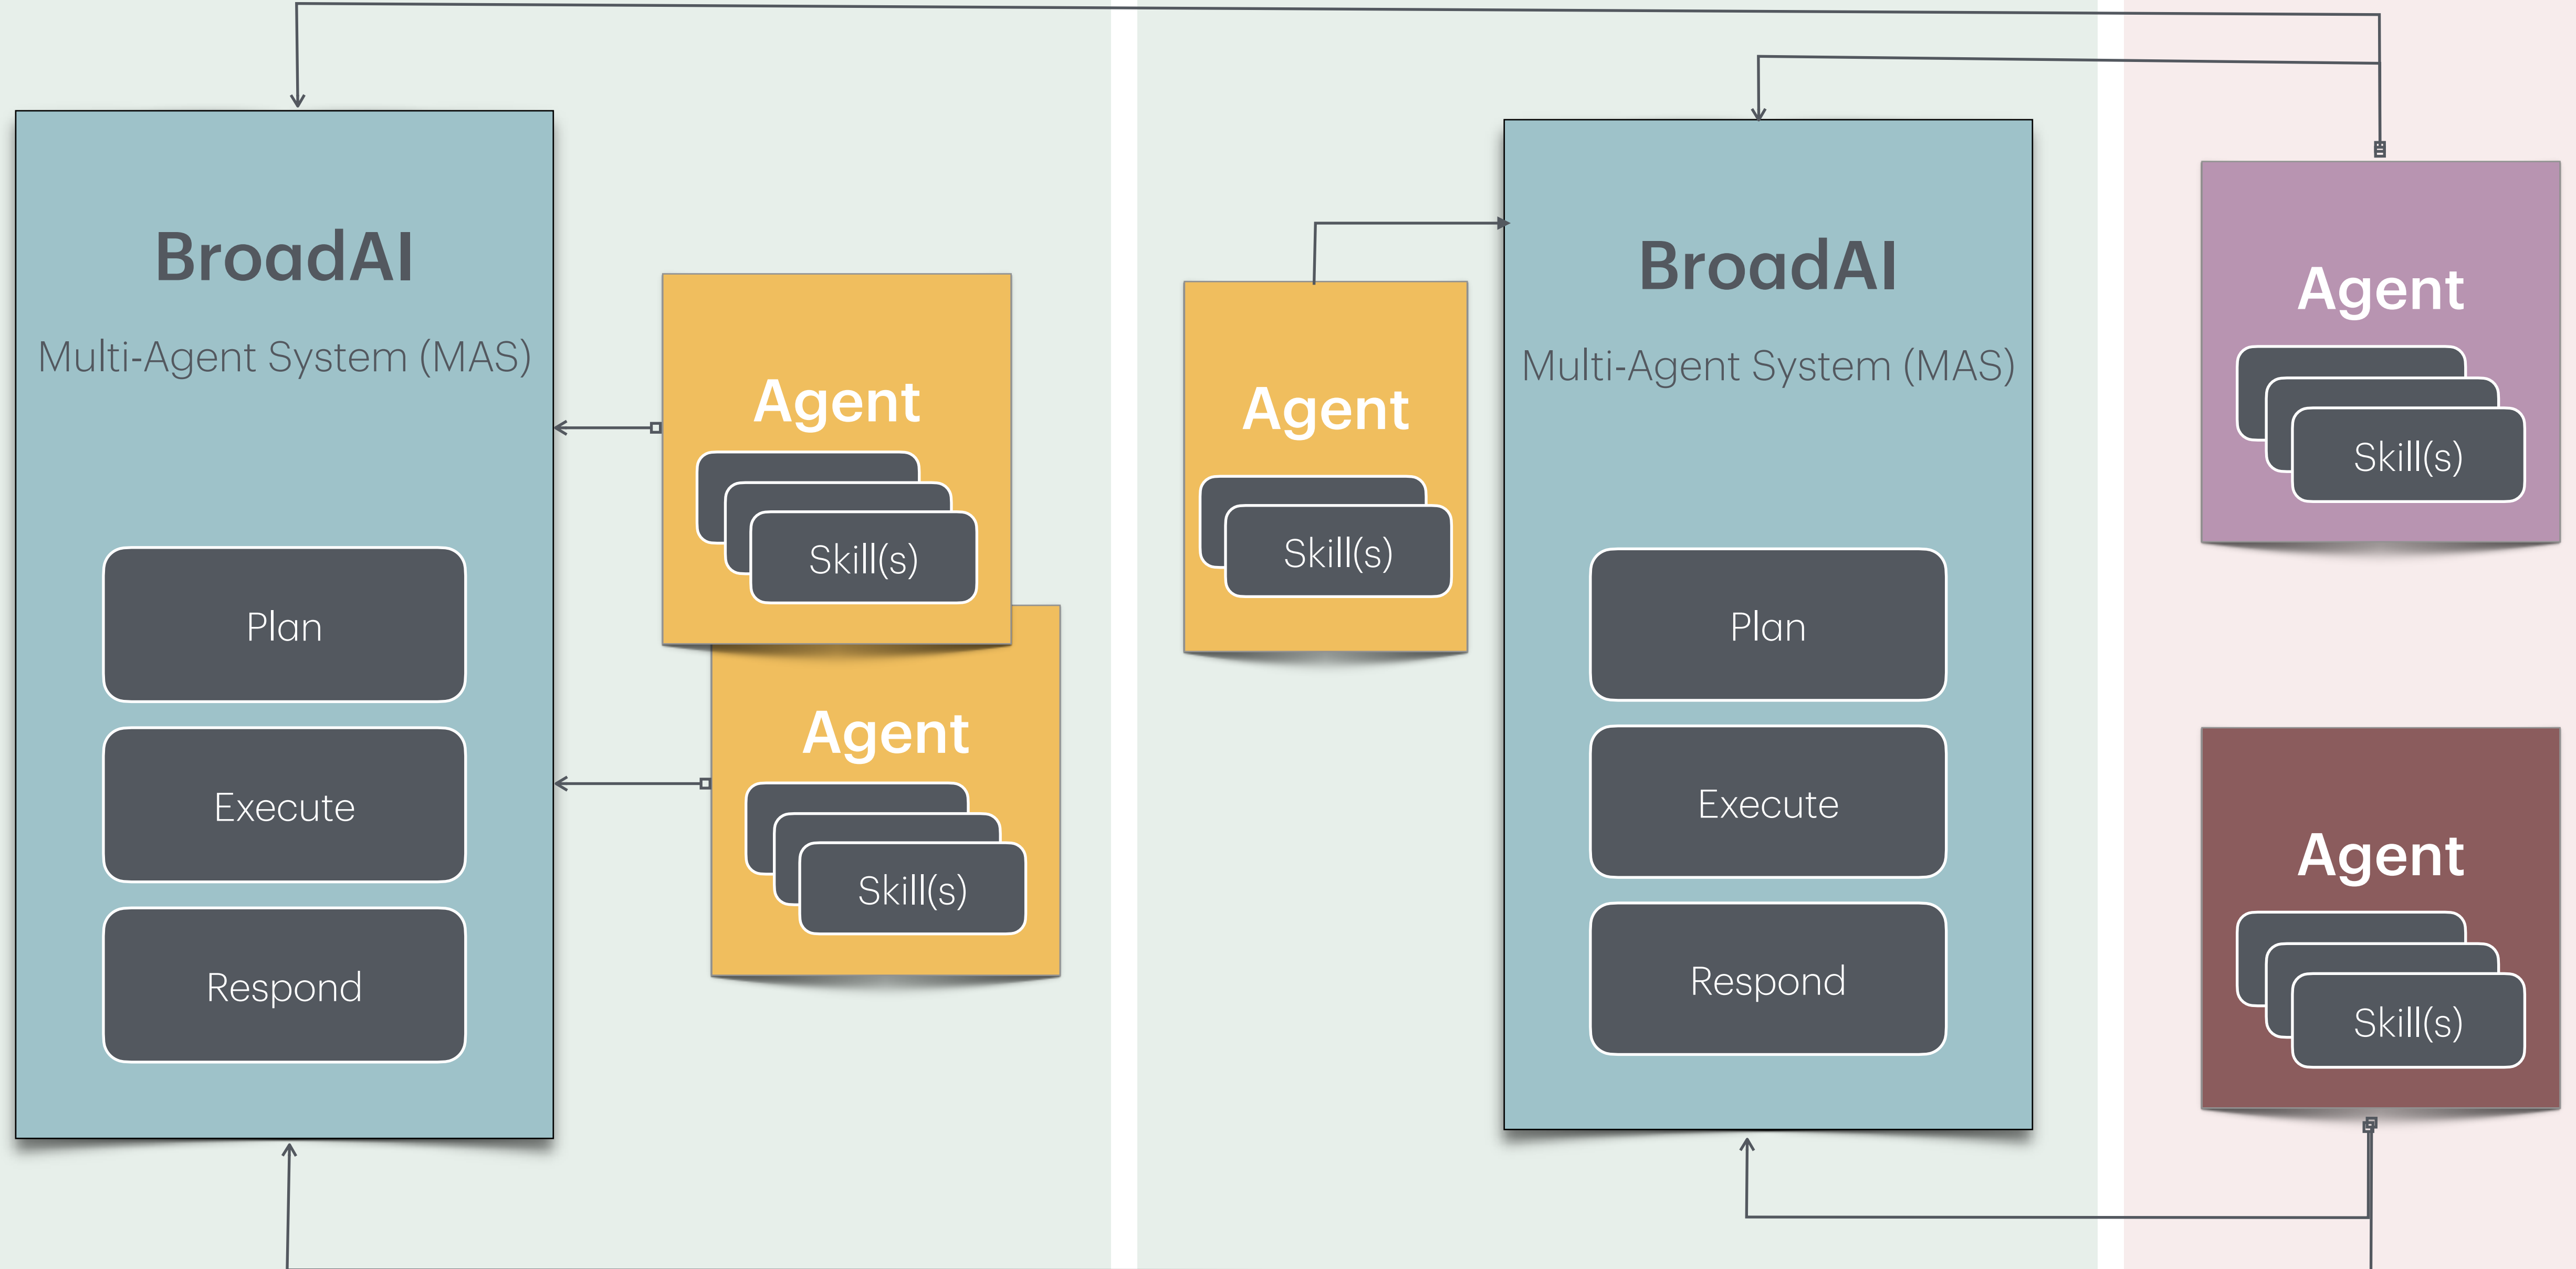 BroadAI
Multi-Agent System (MAS)
Plan
Execute
Respond
Agent
Skill(s)
Agent
Skill(s)
Agent
Skill(s)
BroadAI
Multi-Agent System (MAS)
Plan
Execute
Respond
Agent
Skill(s)
Agent
Skill(s)